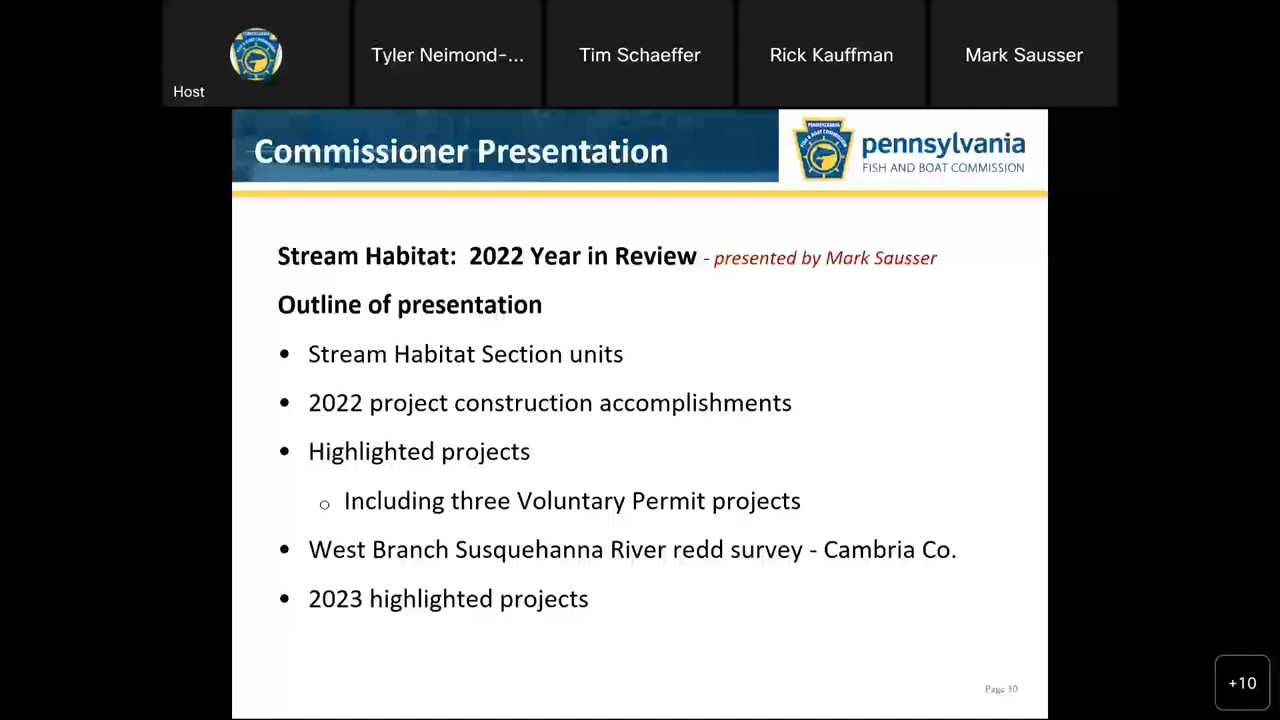 Tyler Neimond-...
Tim Schaeffer
Rick Kauffman
Mark Sausser
Host
Commissioner Presentation
pennsylvania
FISH AND BOAT COMMISSION
Stream Habitat: 2022 Year in Review - presented by Mark Sausser
Outline of presentation
• Stream Habitat Section units
• 2022 project construction accomplishments
• Highlighted projects
o Including three Voluntary Permit projects
• West Branch Susquehanna River redd survey - Cambria Co.
• 2023 highlighted projects
Page 30
+10